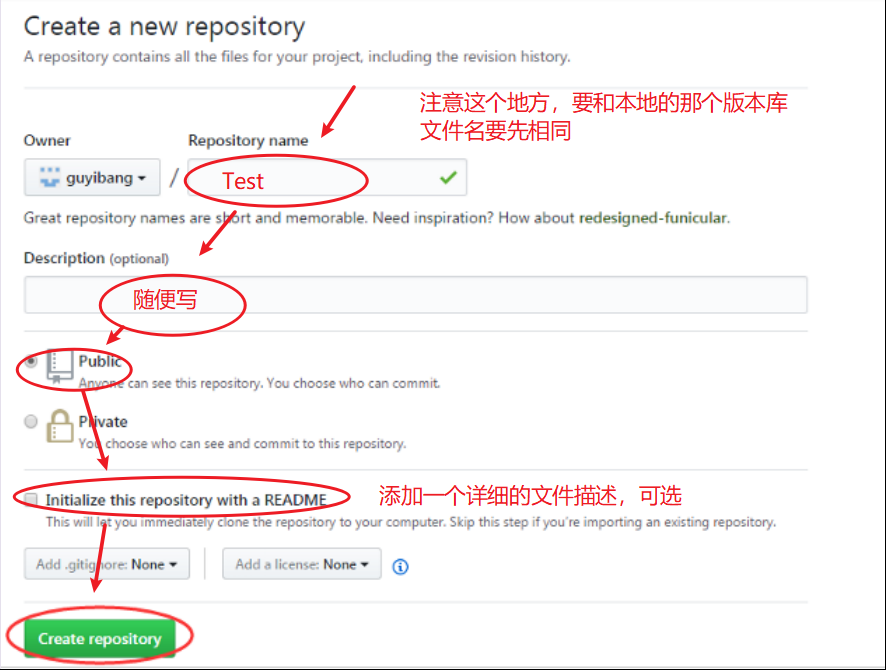 Create a new repository
A repository contains all the files for your project, including the revision history.
注意这个地方，要和本地的那个版本库
文件名要先相同
Owner
Repository name
guyibang / Test
Great repository names are short and memorable. Need inspiration? How about redesigned-funicular.
Description (optional)
随便写
Public
Anyone can see this repository. You choose who can commit.
Private
You choose who can see and commit to this repository.
Initialize this repository with a README
添加一个详细的文件描述，可选
This will let you immediately clone the repository to your computer. Skip this step if you're importing an existing repository.
Add .gitignore: None
Add a license: None
Create repository